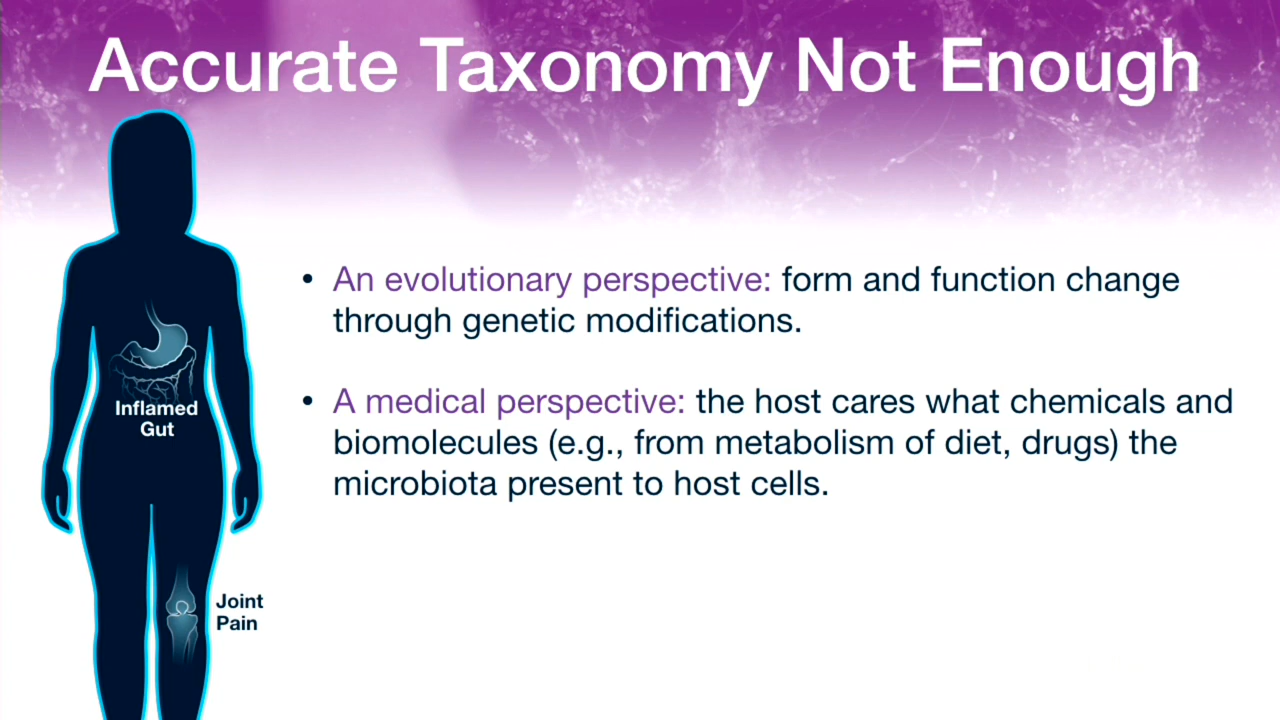 Accurate Taxonomy Not Enough
• An evolutionary perspective: form and function change
through genetic modifications.
• A medical perspective: the host cares what chemicals and
biomolecules (e.g., from metabolism of diet, drugs) the
microbiota present to host cells.
Inflamed
Gut
Joint
Pain